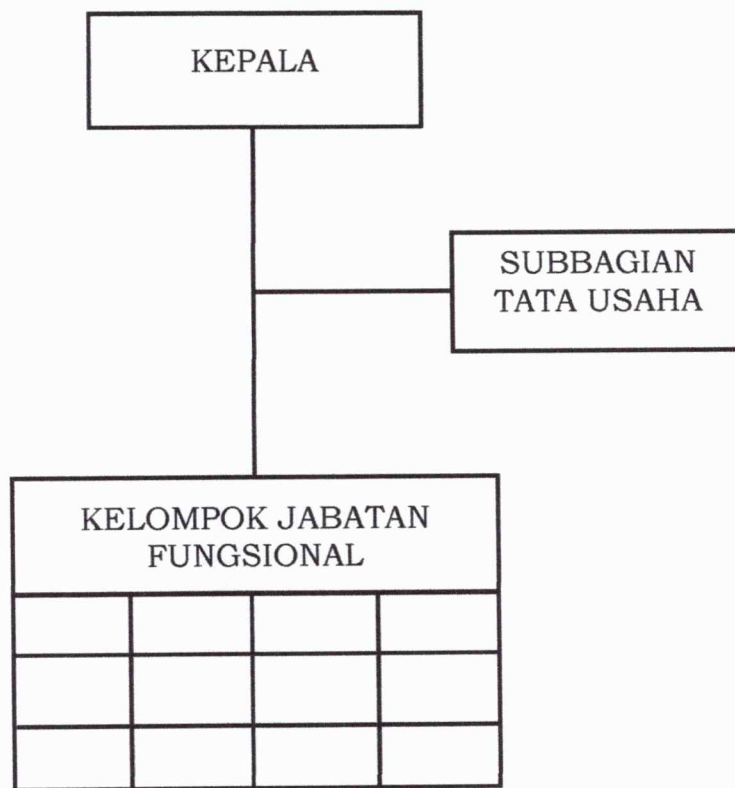 KEPALA
SUBBAGIAN
TATA USAHA
KELOMPOK JABATAN
FUNGSIONAL